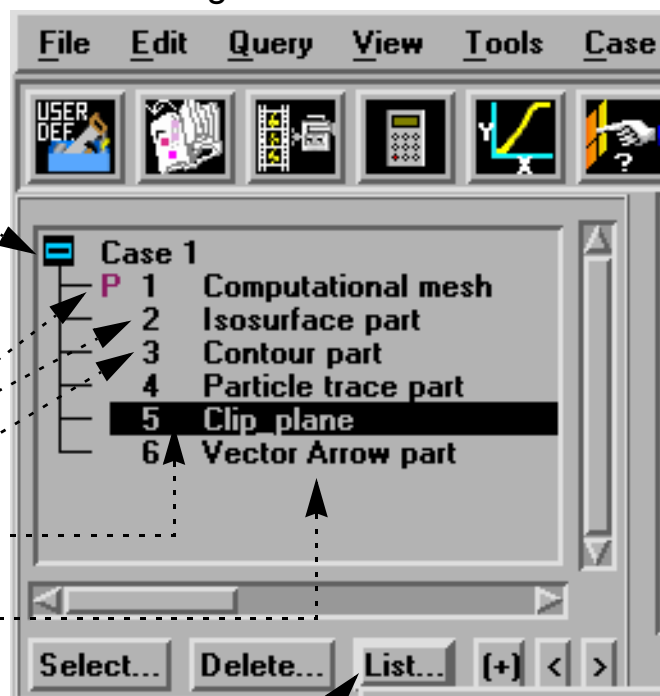 File Edit Query View Tools Case
USER
DEF. Y X ?
Case 1
P 1 Computational mesh
2 Isosurface part
3 Contour part
4 Particle trace part
5 Clip_plane
6 Vector Arrow part
Select... Delete... List... (+) < >